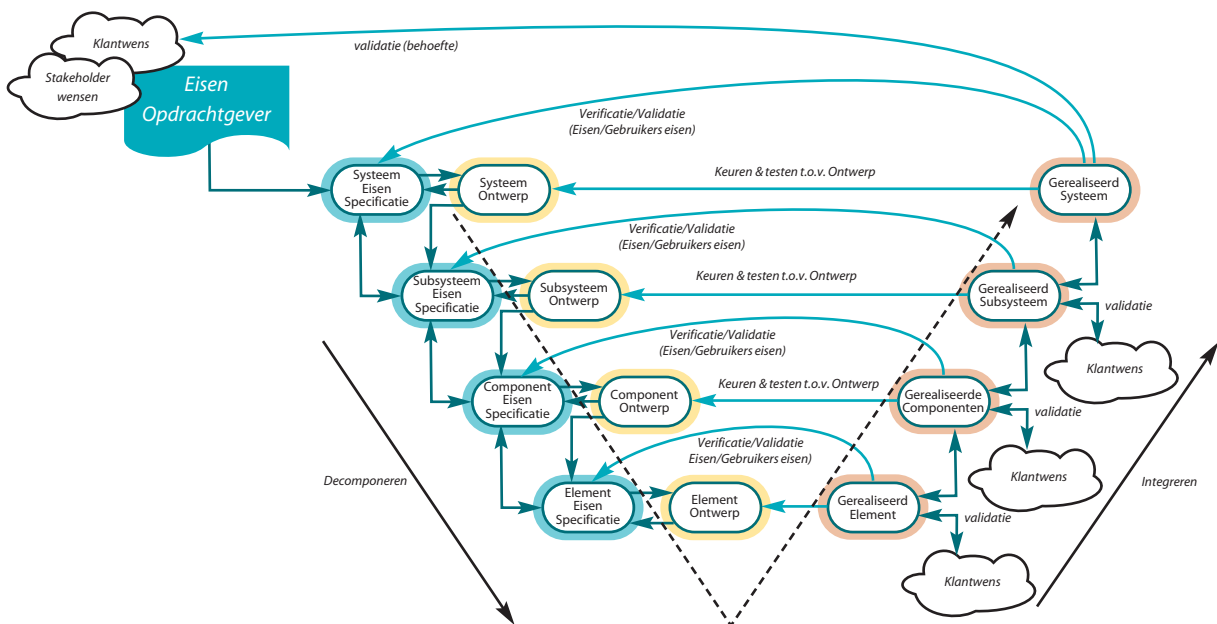 Klantwens
validatie (behoefte)
Stakeholder
wensen
Eisen
Opdrachtgever
Verificatie/Validatie
(Eisen/Gebruikers eisen)
Systeem
Eisen
Specificatie
Systeem
Ontwerp
Keuren & testen t.o.v. Ontwerp
Gerealiseerd
Systeem
Verificatie/Validatie
(Eisen/Gebruikers eisen)
Subsysteem
Eisen
Specificatie
Subsysteem
Ontwerp
Keuren & testen t.o.v. Ontwerp
Gerealiseerd
Subsysteem
validatie
Klantwens
Verificatie/Validatie
(Eisen/Gebruikers eisen)
Component
Eisen
Specificatie
Component
Ontwerp
Keuren & testen t.o.v. Ontwerp
Gerealiseerde
Componenten
validatie
Klantwens
Verificatie/Validatie
Eisen/Gebruikers eisen)
Decomponeren
Element
Eisen
Specificatie
Element
Ontwerp
Gerealiseerd
Element
validatie
Klantwens
Integreren